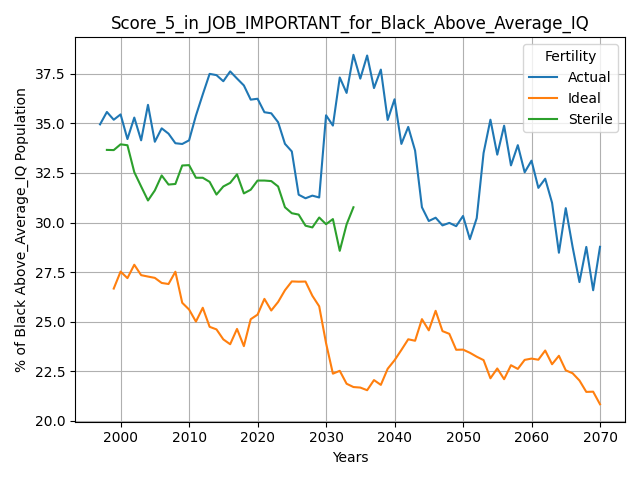 Score_5_in_JOB_IMPORTANT_for_Black_Above_Average_IQ
Fertility
Actual
Ideal
Sterile
% of Black Above_Average_IQ Population
37.5
35.0
32.5
30.0
27.5
25.0
22.5
20.0
2000 2010 2020 2030 2040 2050 2060 2070
Years